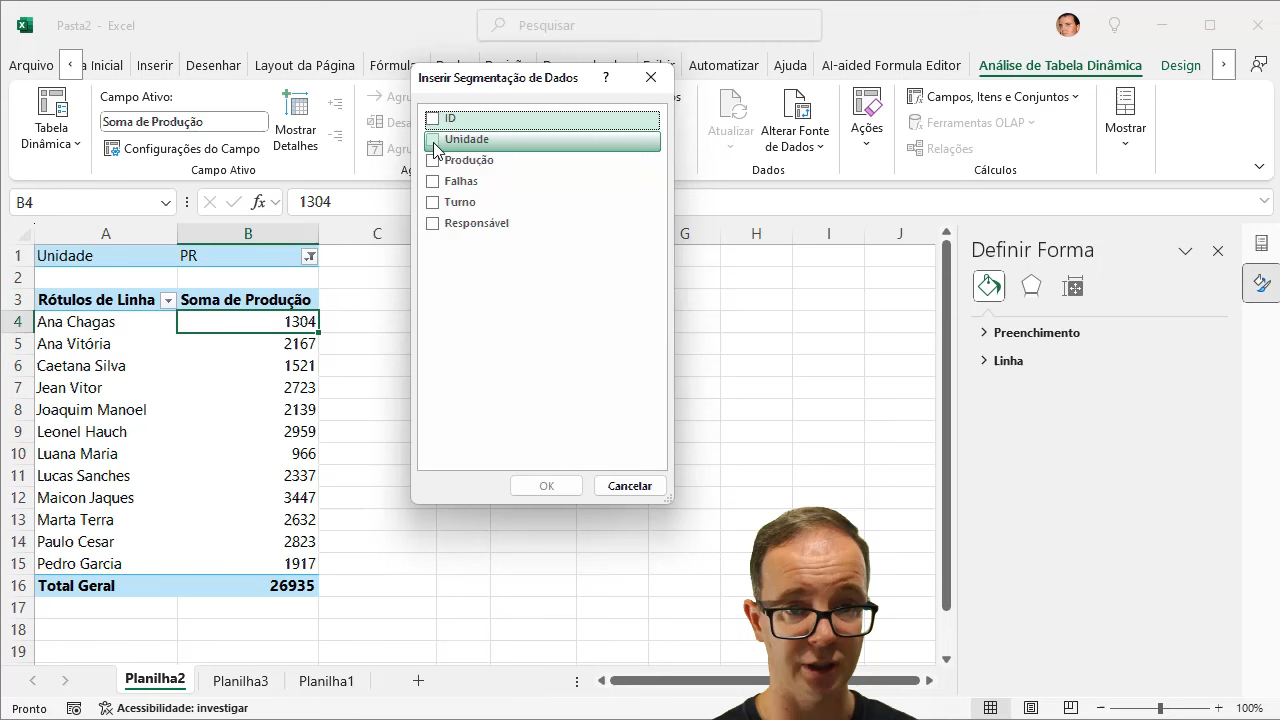 Pasta2 - Excel
Pesquisar
Arquivo
Inicial
Inserir
Desenhar
Layout da Página
Automatizar
Ajuda
AI-aided Formula Editor
Análise de Tabela Dinâmica
Design
Tabela Dinâmica
Campo Ativo:
Soma de Produção
Configurações do Campo
Campo Ativo
Mostrar Detalhes
Atualizar
Alterar Fonte de Dados
Dados
Ações
Campos, Itens e Conjuntos
Ferramentas OLAP
Relações
Cálculos
Mostrar
Inserir Segmentação de Dados
?
ID
Unidade
Produção
Falhas
Turno
Responsável
OK
Cancelar
B4
fx
1304
A B C G H I J
1 Unidade PR
2
3 Rótulos de Linha Soma de Produção
4 Ana Chagas 1304
5 Ana Vitória 2167
6 Caetana Silva 1521
7 Jean Vitor 2723
8 Joaquim Manoel 2139
9 Leonel Hauch 2959
10 Luana Maria 966
11 Lucas Sanches 2337
12 Maicon Jaques 3447
13 Marta Terra 2632
14 Paulo Cesar 2823
15 Pedro Garcia 1917
16 Total Geral 26935
17
18
19
Definir Forma
Preenchimento
Linha
Planilha2
Planilha3
Planilha1
Pronto
Acessibilidade: investigar
100%